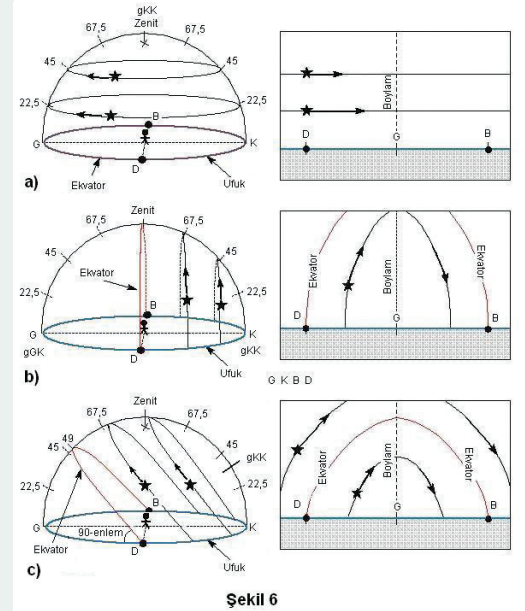 gKK
Zenit
67,5
67,5
45
45
22,5
22,5
B
G
K
D
Ekvator
Ufuk
a)
Boylam
D
G
B
Zenit
67,5
67,5
45
45
Ekvator
22,5
22,5
B
G
K
gGK
gKK
D
Ufuk
b)
Ekvator
Boylam
Ekvator
D
G
B
G K B D
Zenit
67,5
67,5
49
45
45
gKK
22,5
22,5
B
G
K
90-enlem
Ekvator
D
Ufuk
c)
Ekvator
Boylam
Ekvator
D
G
B
Şekil 6